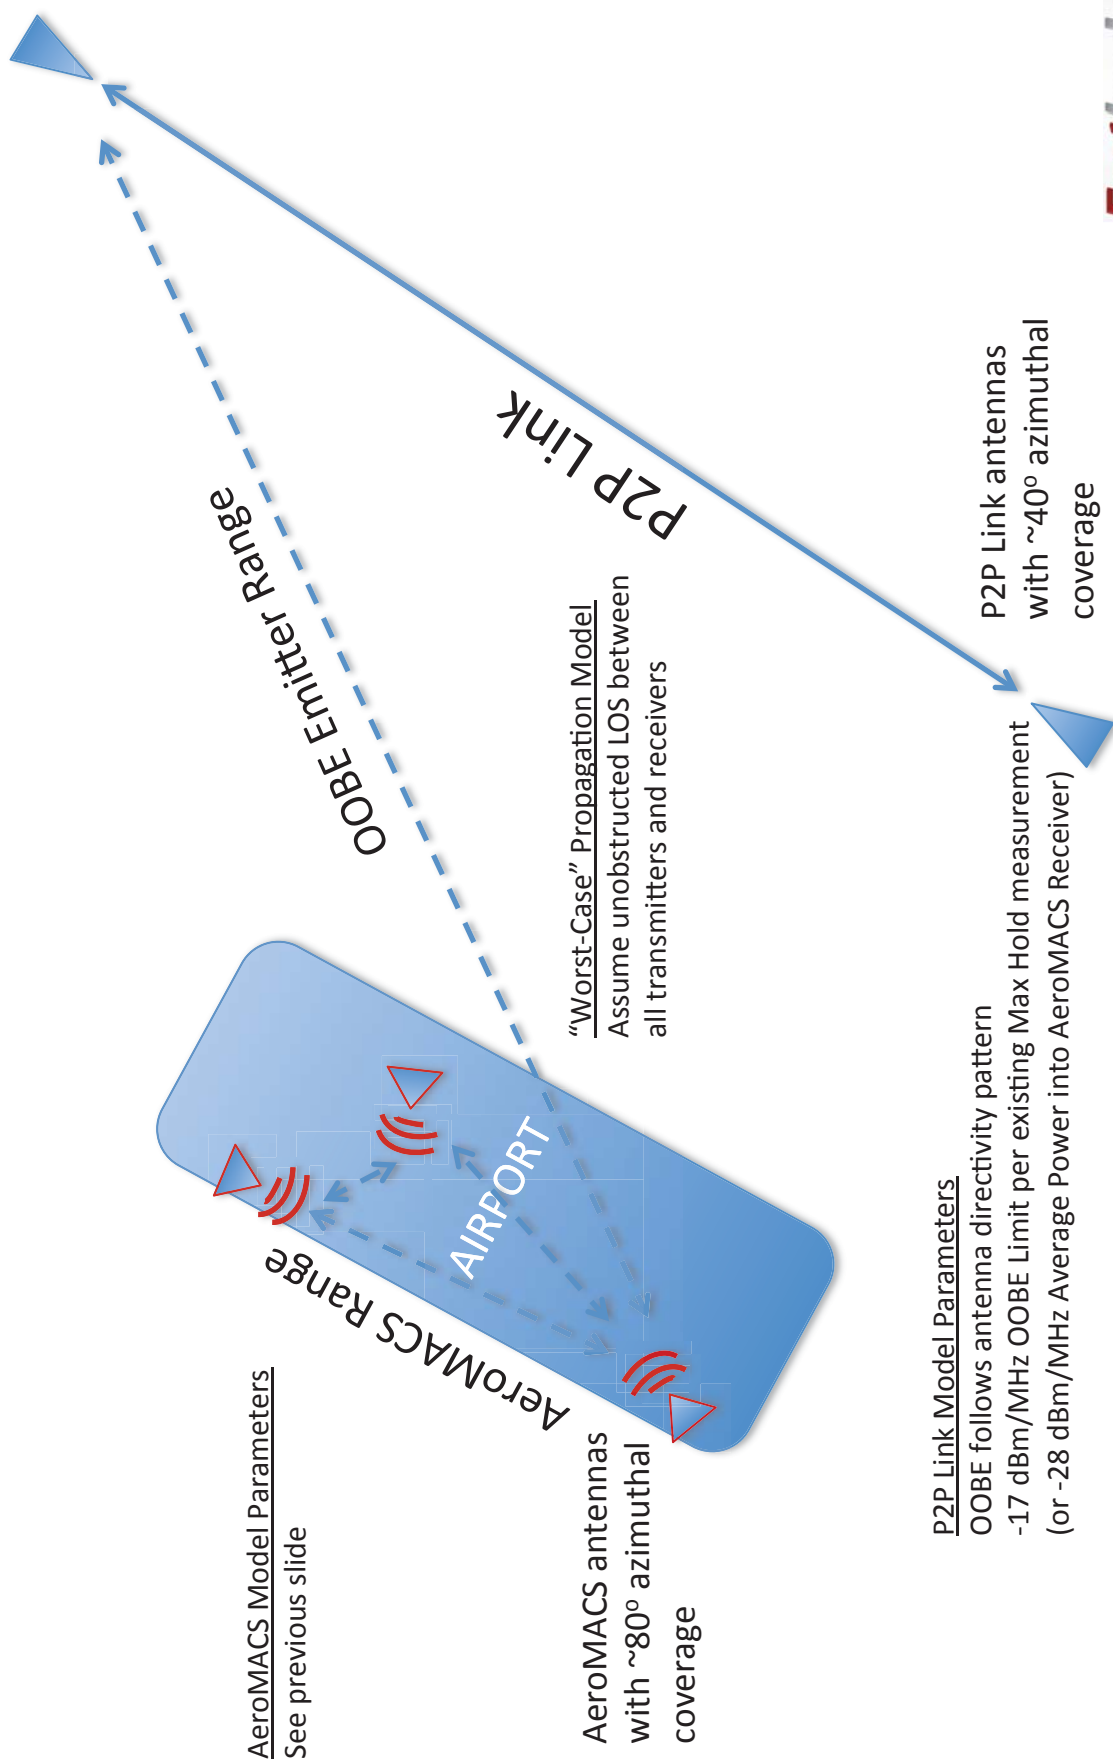 AeroMACS Model Parameters
See previous slide
AeroMACS Range
AIRPORT
OOBE Emitter Range
P2P Link
AeroMACS antennas
with ~80º azimuthal
coverage
"Worst-Case" Propagation Model
Assume unobstructed LOS between
all transmitters and receivers
P2P Link Model Parameters
OOBE follows antenna directivity pattern
-17 dBm/MHz OOBE Limit per existing Max Hold measurement
(or -28 dBm/MHz Average Power into AeroMACS Receiver)
P2P Link antennas
with ~40º azimuthal
coverage